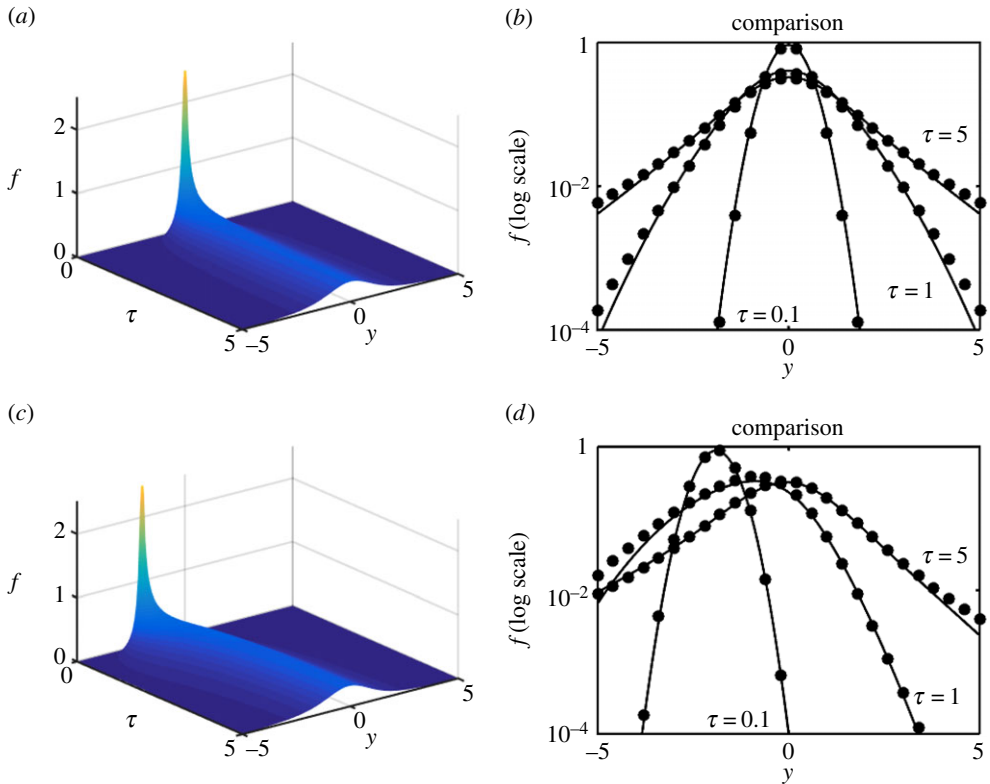 (a)
2
1
0
f
0
5
τ
−5
0
5
y
(b)
comparison
1
10−2
10−4
f (log scale)
τ = 5
τ = 1
τ = 0.1
−5
0
5
y
(c)
2
1
0
f
0
5
τ
−5
0
5
y
(d)
comparison
1
10−2
10−4
f (log scale)
τ = 5
τ = 1
τ = 0.1
−5
0
5
y